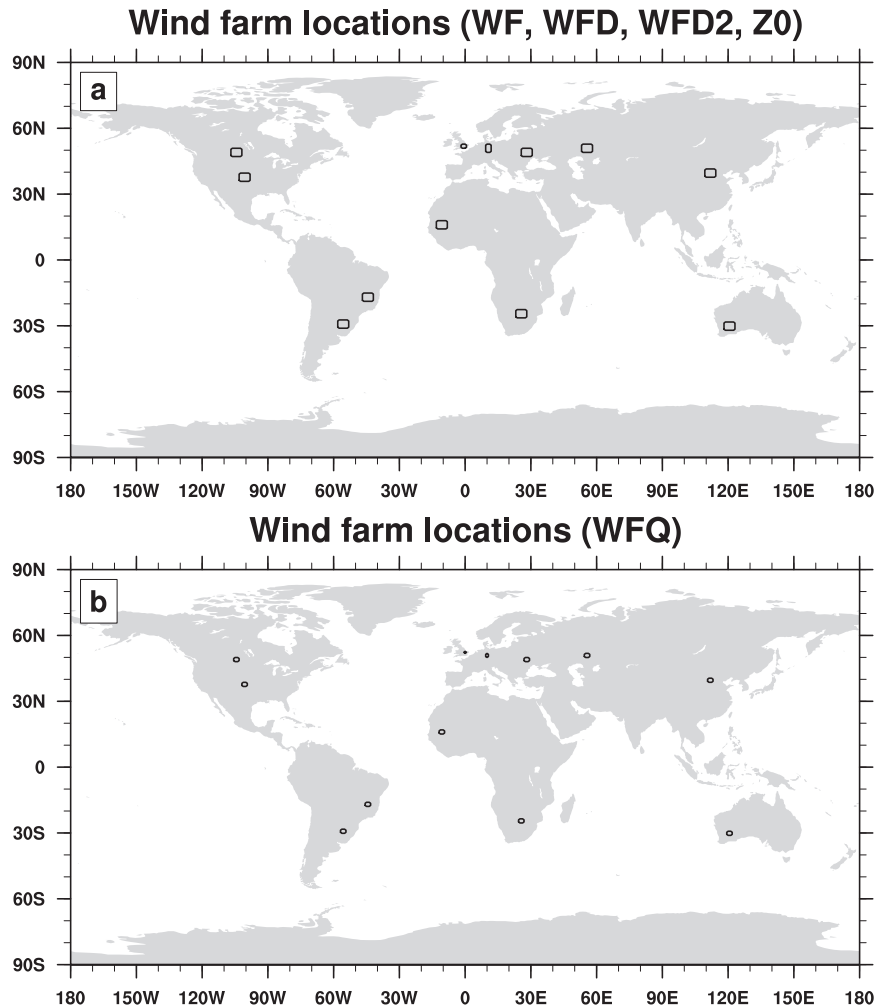 Wind farm locations (WF, WFD, WFD2, Z0)
a
90N
60N
30N
0
30S
60S
90S
180 150W 120W 90W 60W 30W 0 30E 60E 90E 120E 150E 180
Wind farm locations (WFQ)
b
90N
60N
30N
0
30S
60S
90S
180 150W 120W 90W 60W 30W 0 30E 60E 90E 120E 150E 180